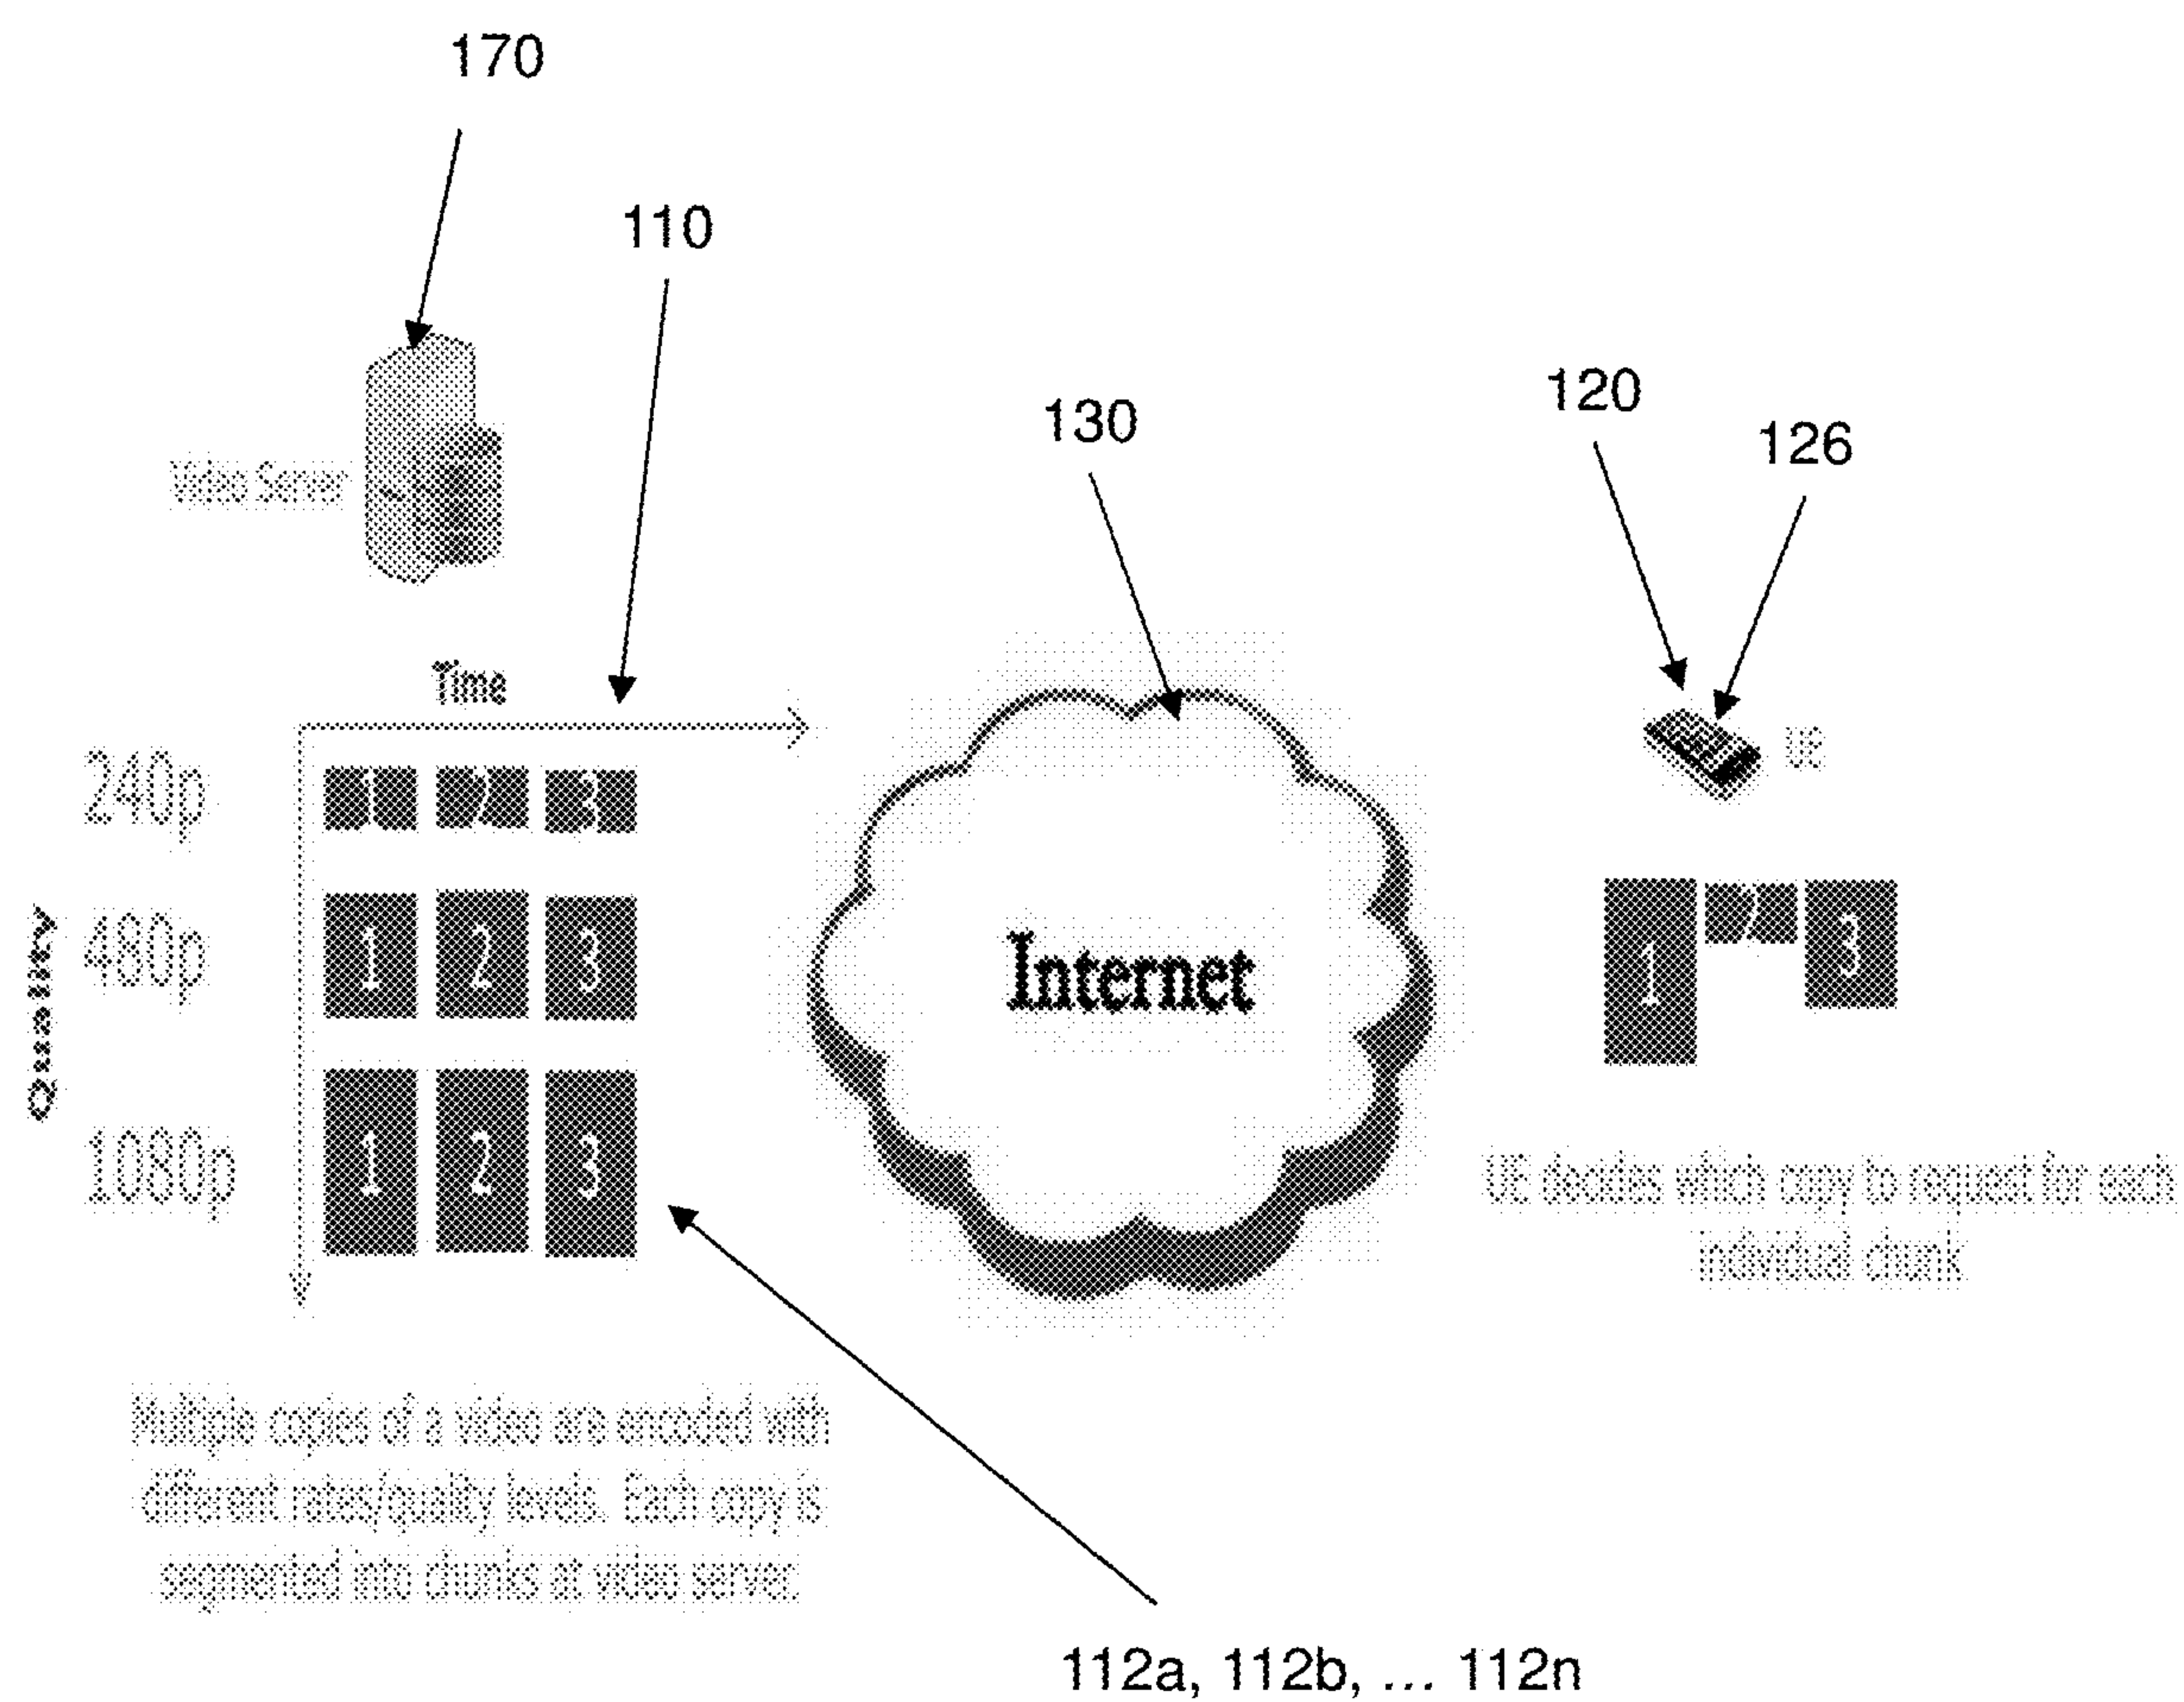 170
110
120
130
126
Video Server
Time
UE
240p
1 2 3
480p
1 2 3
Quality
Internet
1 2 3
1080p
1 2 3
UE decides which copy to request for each
individual chunk
Multiple copies of a video are encoded with
different rates/quality levels. Each copy is
segmented into chunks at video server.
112a, 112b, ... 112n